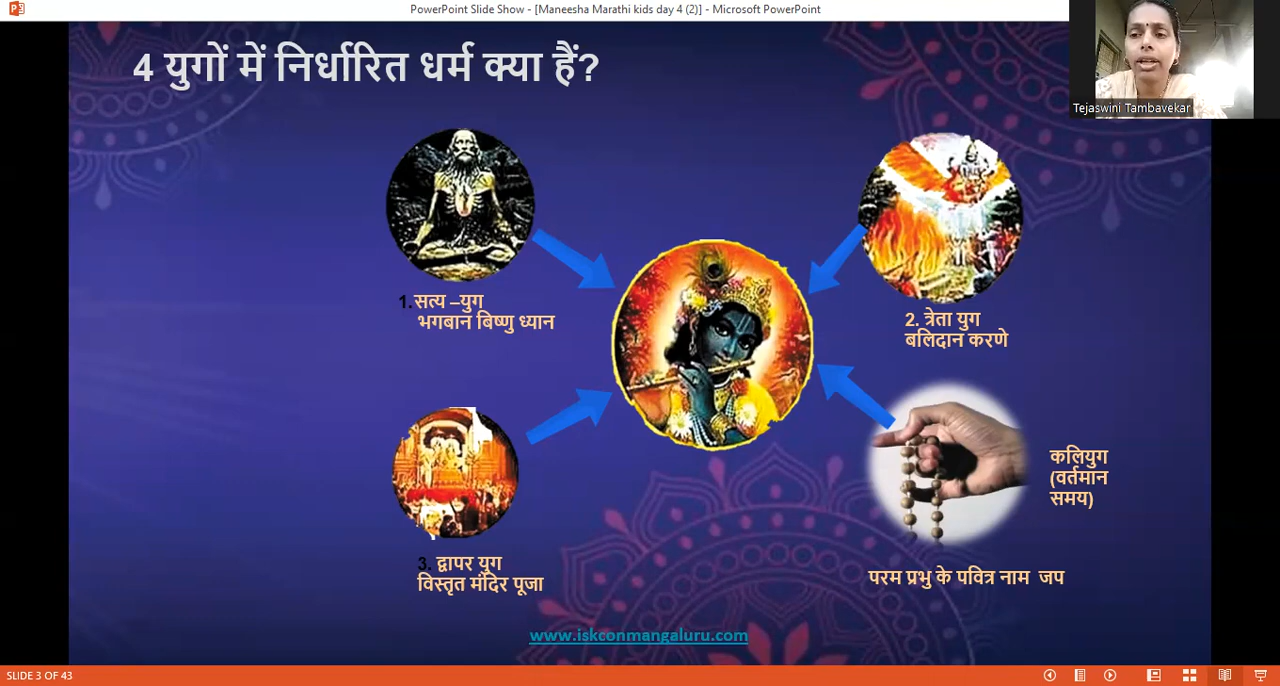 PowerPoint Slide Show - [Maneesha Marathi kids day 4 (2)] - Microsoft PowerPoint
Tejaswini Tambavekar
4 युगों में निर्धारित धर्म क्या हैं?
1.सत्य –युग
भगबान बिष्णु ध्यान
2. त्रेता युग
बलिदान करणे
3. द्वापर युग
विस्तृत मंदिर पूजा
कलियुग
(वर्तमान
समय)
परम प्रभु के पवित्र नाम जप
www.iskconmangaluru.com
SLIDE 3 OF 43